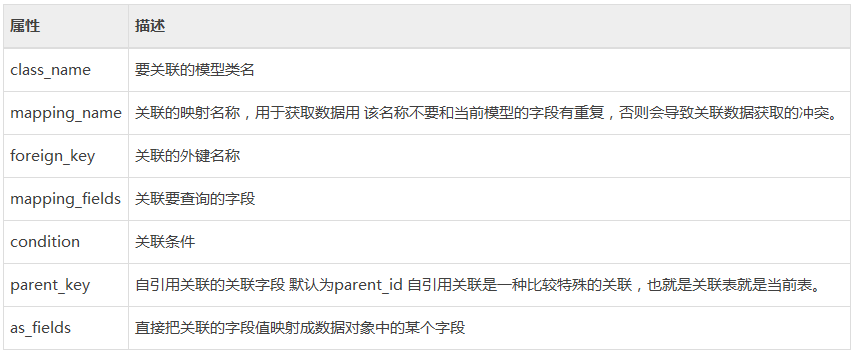 属性 描述
class_name 要关联的模型类名
mapping_name 关联的映射名称，用于获取数据用 该名称不要和当前模型的字段有重复，否则会导致关联数据获取的冲突。
foreign_key 关联的外键名称
mapping_fields 关联要查询的字段
condition 关联条件
parent_key 自引用关联的关联字段 默认为parent_id 自引用关联是一种比较特殊的关联，也就是关联表就是当前表。
as_fields 直接把关联的字段值映射成数据对象中的某个字段